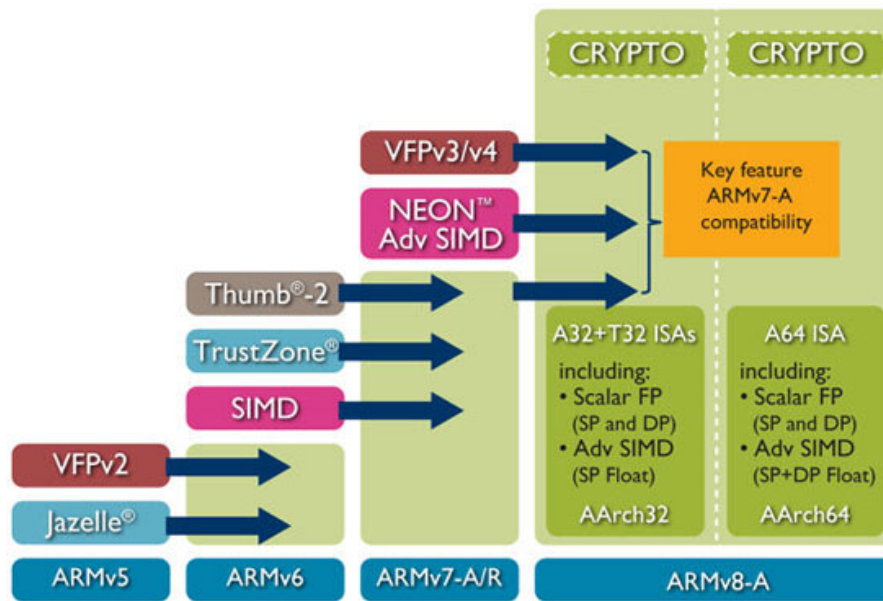 CRYPTO
CRYPTO
VFPv3/v4
Key feature
ARMv7-A
compatibility
NEON™
Adv SIMD
Thumb®-2
TrustZone®
SIMD
A32+T32 ISAs
including:
• Scalar FP
(SP and DP)
• Adv SIMD
(SP Float)
AArch32
A64 ISA
including:
• Scalar FP
(SP and DP)
• Adv SIMD
(SP+DP Float)
AArch64
VFPv2
Jazelle®
ARMv5
ARMv6
ARMv7-A/R
ARMv8-A